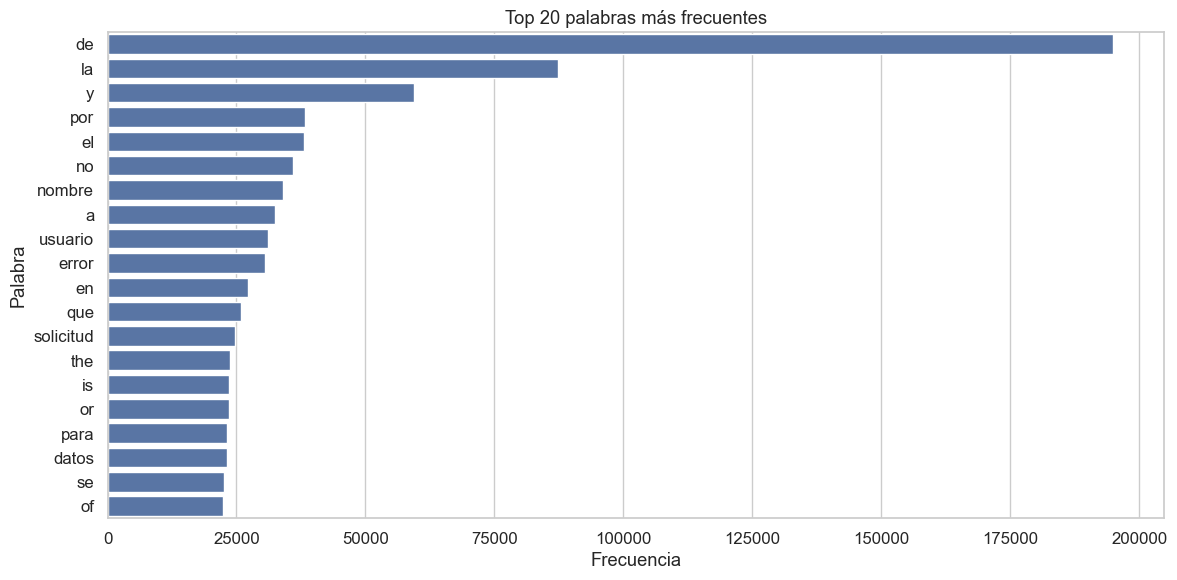 Top 20 palabras más frecuentes
Palabra
de
la
y
por
el
no
nombre
a
usuario
error
en
que
solicitud
the
is
or
para
datos
se
of
0 25000 50000 75000 100000 125000 150000 175000 200000
Frecuencia